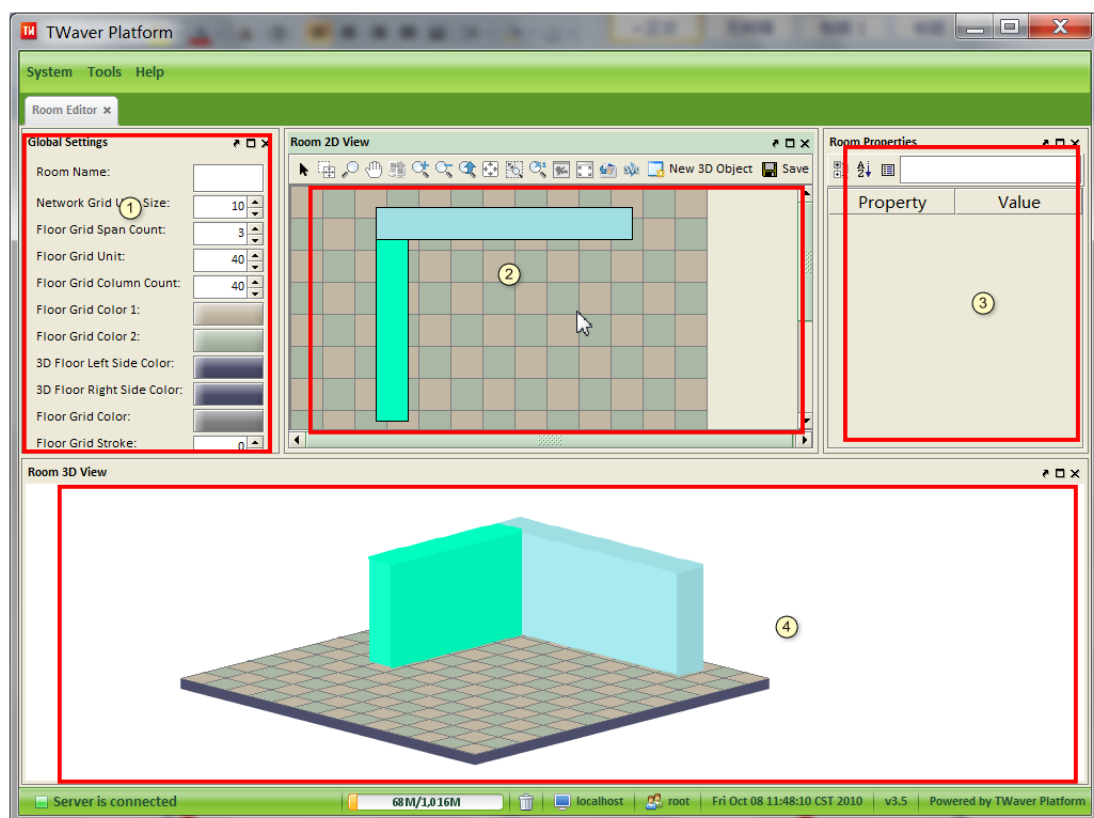 TWaver Platform
System Tools Help
Room Editor
Global Settings
Room Name:
Network Grid Size: 10
1
Floor Grid Span Count: 3
Floor Grid Unit: 40
Floor Grid Column Count: 40
Floor Grid Color 1:
Floor Grid Color 2:
3D Floor Left Side Color:
3D Floor Right Side Color:
Floor Grid Color:
Floor Grid Stroke: 0
Room 2D View
New 3D Object Save
2
Room Properties
Property Value
3
Room 3D View
4
Server is connected 68M/1,016M localhost root Fri Oct 08 11:48:10 CST 2010 v3.5 Powered by TWaver Platform